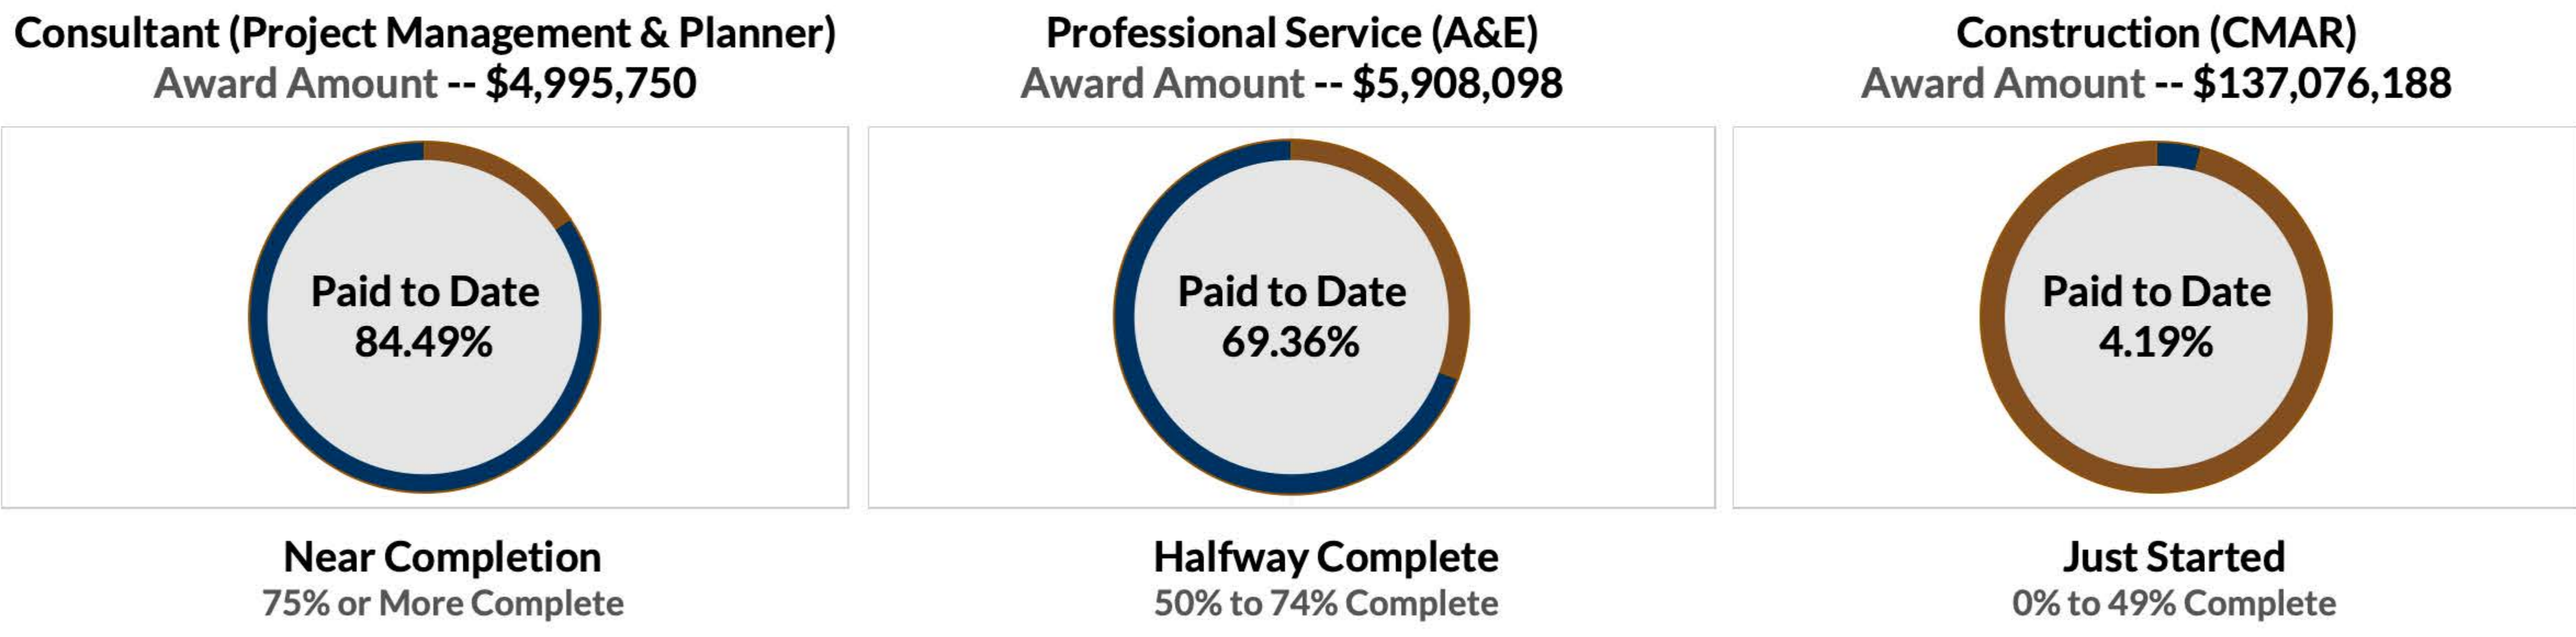 Consultant (Project Management & Planner)
Award Amount -- $4,995,750
Paid to Date
84.49%
Near Completion
75% or More Complete
Professional Service (A&E)
Award Amount -- $5,908,098
Paid to Date
69.36%
Halfway Complete
50% to 74% Complete
Construction (CMAR)
Award Amount -- $137,076,188
Paid to Date
4.19%
Just Started
0% to 49% Complete